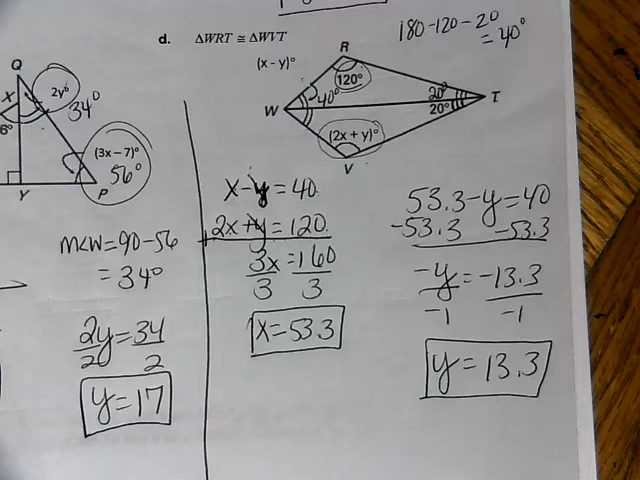 d. △WRT ≅ △WVT
180-120-20
= 40°
Q
X
2y°
34°
6°
(3x – 7)°
56°
Y
P
(x – y)°
R
120°
40°
20°
20°
W
T
(2x + y)°
V
m<W=90-56
= 34°
2y=34
2 2
y=17
x-y=40
2x+y=120
3x=160
3 3
x=53.3
53.3-y=40
-53.3 -53.3
-y=-13.3
-1 -1
y=13.3